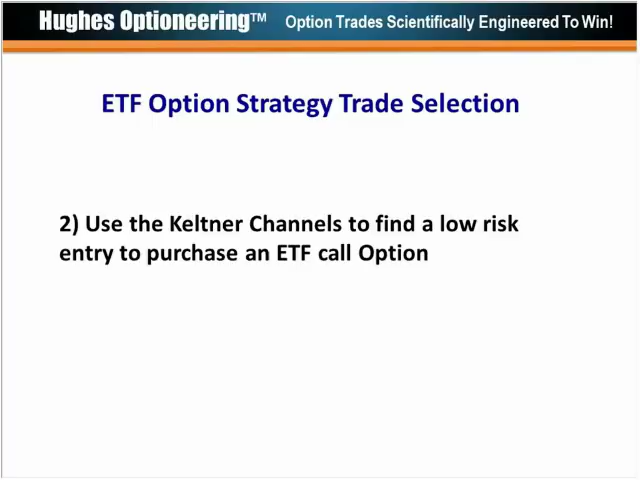 Hughes Optioneering™ Option Trades Scientifically Engineered To Win!
ETF Option Strategy Trade Selection
2) Use the Keltner Channels to find a low risk
entry to purchase an ETF call Option